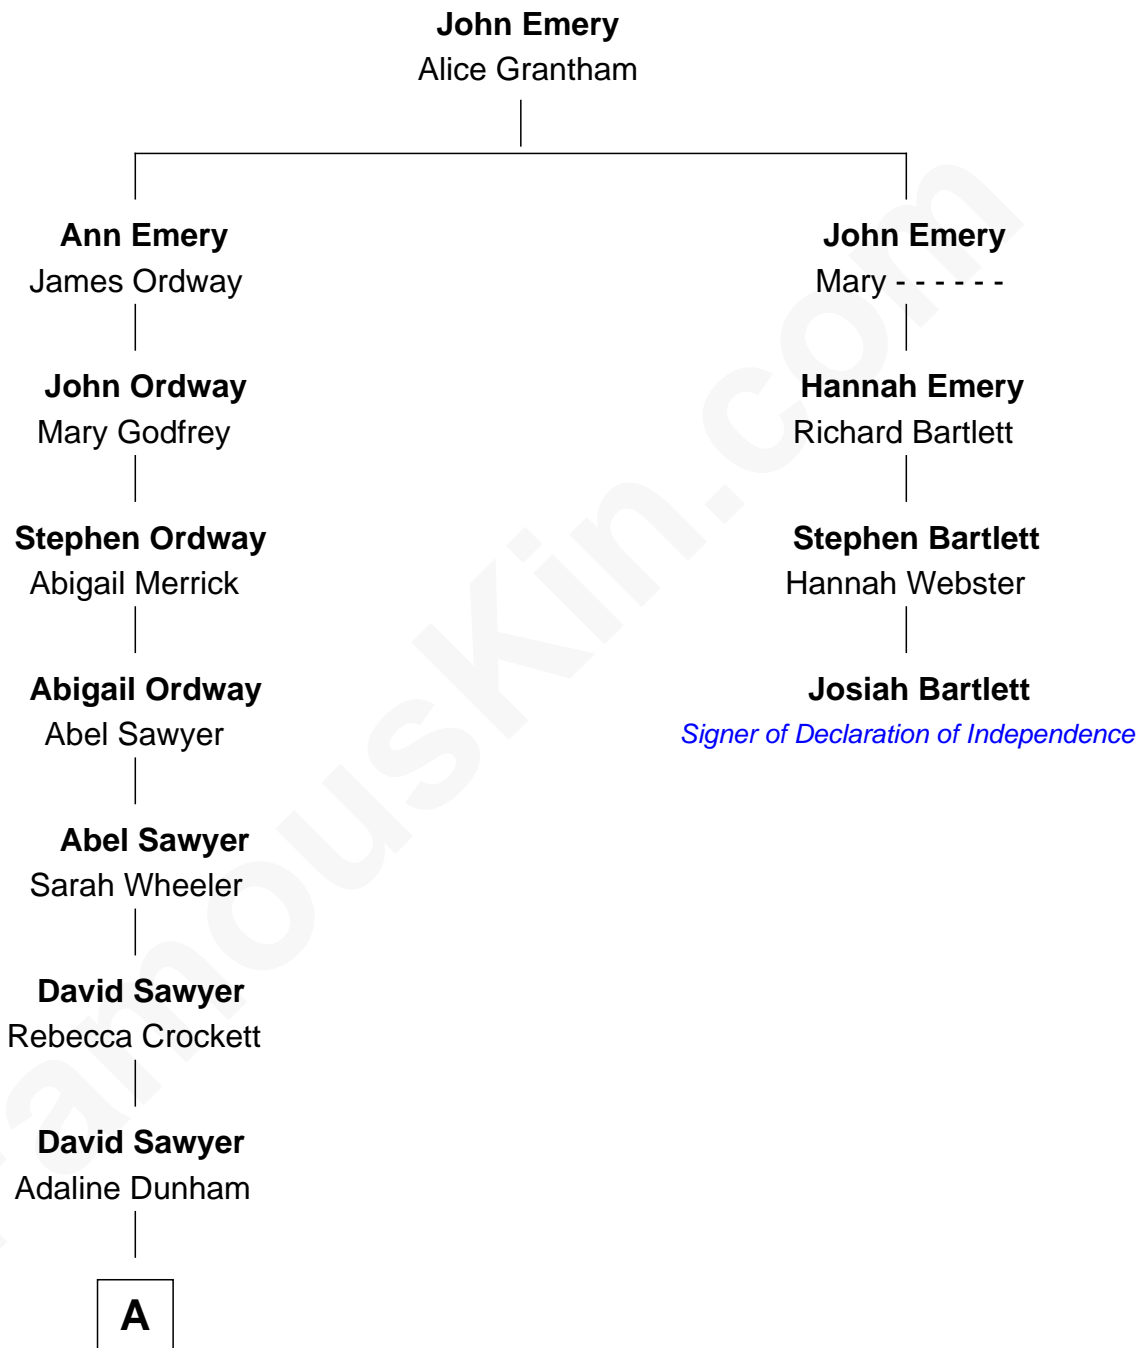 John Emery
Alice Grantham
Ann Emery
James Ordway
John Ordway
Mary Godfrey
Stephen Ordway
Abigail Merrick
Abigail Ordway
Abel Sawyer
Abel Sawyer
Sarah Wheeler
David Sawyer
Rebecca Crockett
David Sawyer
Adaline Dunham
A
John Emery
Mary - - - - - -
Hannah Emery
Richard Bartlett
Stephen Bartlett
Hannah Webster
Josiah Bartlett
Signer of Declaration of Independence
FamousKin.com